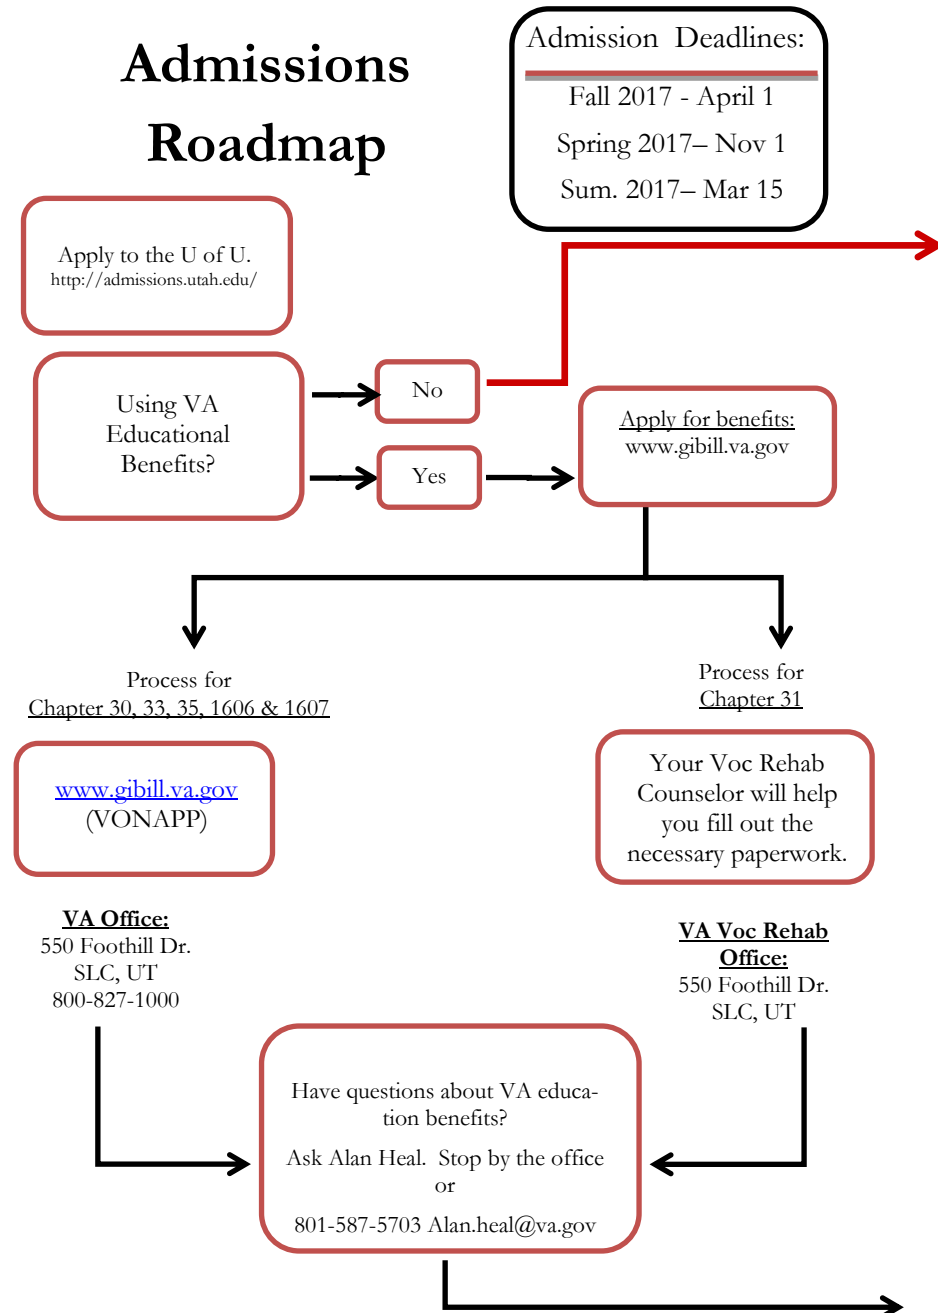 Admissions
Roadmap
Admission Deadlines:
Fall 2017 - April 1
Spring 2017– Nov 1
Sum. 2017– Mar 15
Apply to the U of U.
http://admissions.utah.edu/
Using VA
Educational
Benefits?
No
Yes
Apply for benefits:
www.gibill.va.gov
Process for
Chapter 30, 33, 35, 1606 & 1607
www.gibill.va.gov
(VONAPP)
VA Office:
550 Foothill Dr.
SLC, UT
800-827-1000
Process for
Chapter 31
Your Voc Rehab
Counselor will help
you fill out the
necessary paperwork.
VA Voc Rehab
Office:
550 Foothill Dr.
SLC, UT
Have questions about VA educa-
tion benefits?
Ask Alan Heal. Stop by the office
or
801-587-5703 Alan.heal@va.gov